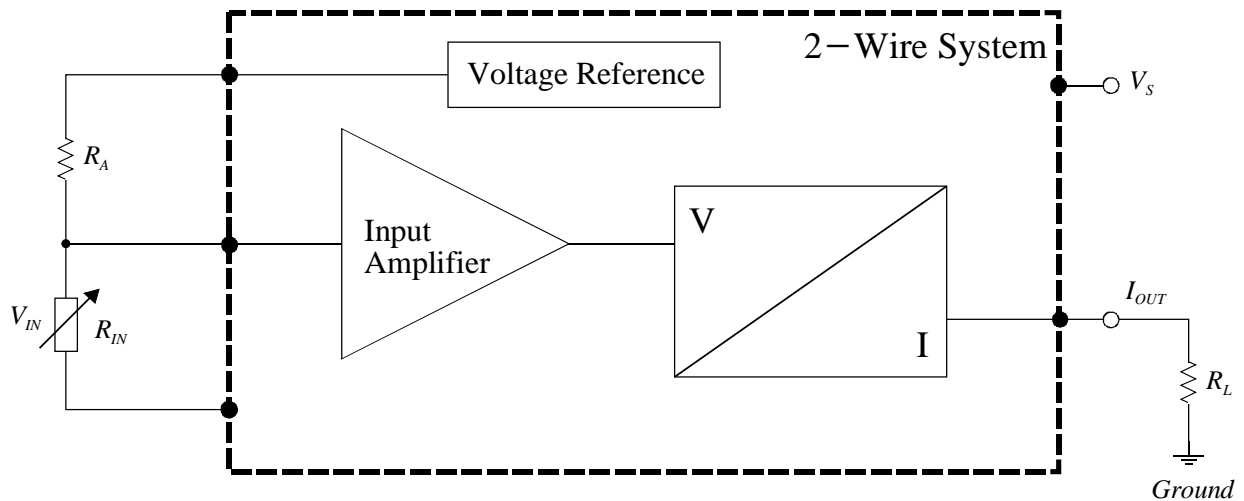 2−Wire System
Voltage Reference
V_S
R_A
Input
Amplifier
V
I
V_IN
R_IN
I_OUT
R_L
Ground